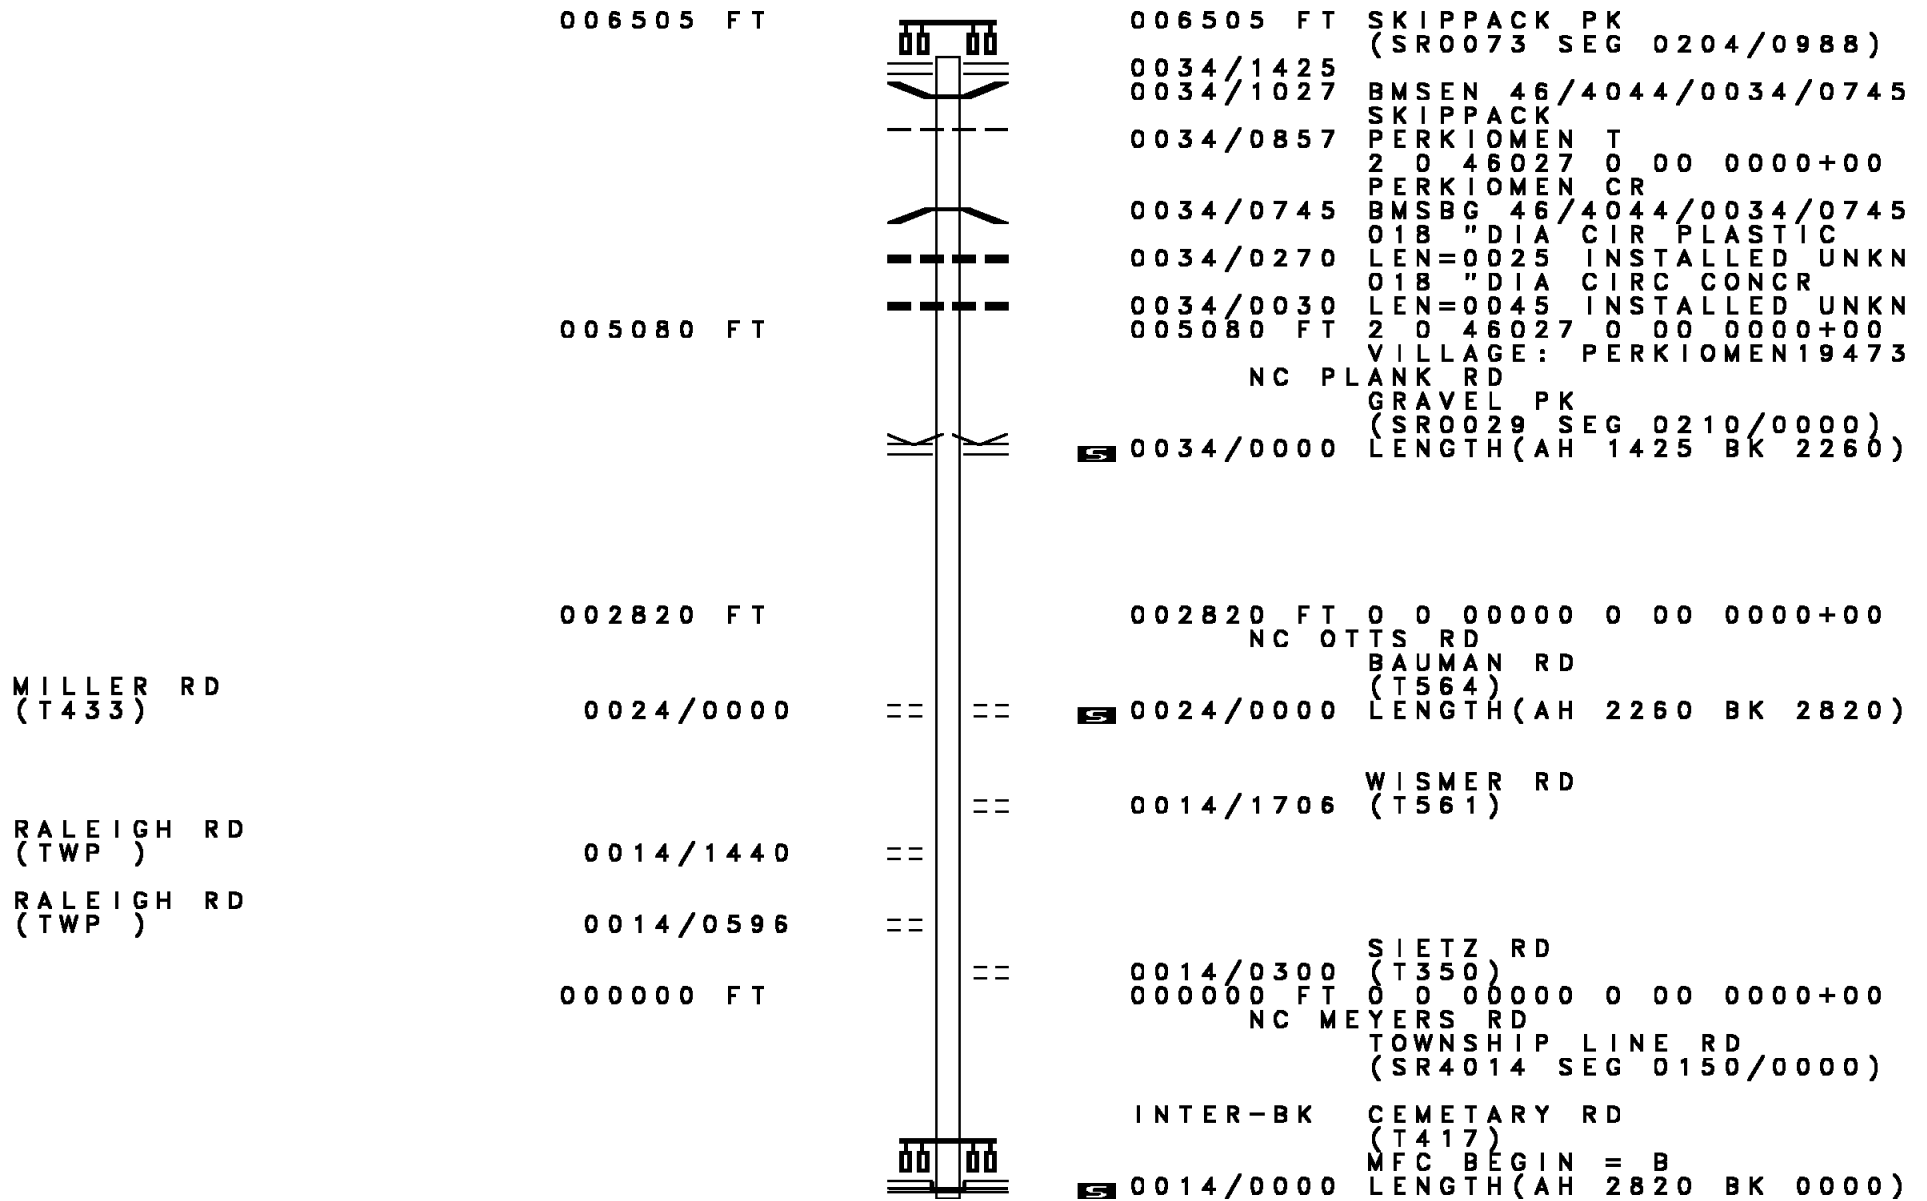 006505 FT 006505 FT SKIPPACK PK
(SR0073 SEG 0204/0988)
0034/1425
0034/1027 BMSEN 46/4044/0034/0745
SKIPPACK
0034/0857 PERKIOMEN T
2 0 46027 0 00 0000+00
PERKIOMEN CR
0034/0745 BMSBG 46/4044/0034/0745
018 "DIA CIR PLASTIC
0034/0270 LEN=0025 INSTALLED UNKN
018 "DIA CIRC CONCR
0034/0030 LEN=0045 INSTALLED UNKN
005080 FT 005080 FT 2 0 46027 0 00 0000+00
VILLAGE: PERKIOMEN19473
NC PLANK RD
GRAVEL PK
(SR0029 SEG 0210/0000)
S 0034/0000 LENGTH(AH 1425 BK 2260)
002820 FT 002820 FT 0 0 00000 0 00 0000+00
NC OTTS RD
BAUMAN RD
MILLER RD (T564)
(T433) 0024/0000 S 0024/0000 LENGTH(AH 2260 BK 2820)
WISMER RD
0014/1706 (T561)
RALEIGH RD
(TWP ) 0014/1440
RALEIGH RD
(TWP ) 0014/0596
SIETZ RD
0014/0300 (T350)
000000 FT 000000 FT 0 0 00000 0 00 0000+00
NC MEYERS RD
TOWNSHIP LINE RD
(SR4014 SEG 0150/0000)
INTER-BK CEMETARY RD
(T417)
MFC BEGIN = B
S 0014/0000 LENGTH(AH 2820 BK 0000)